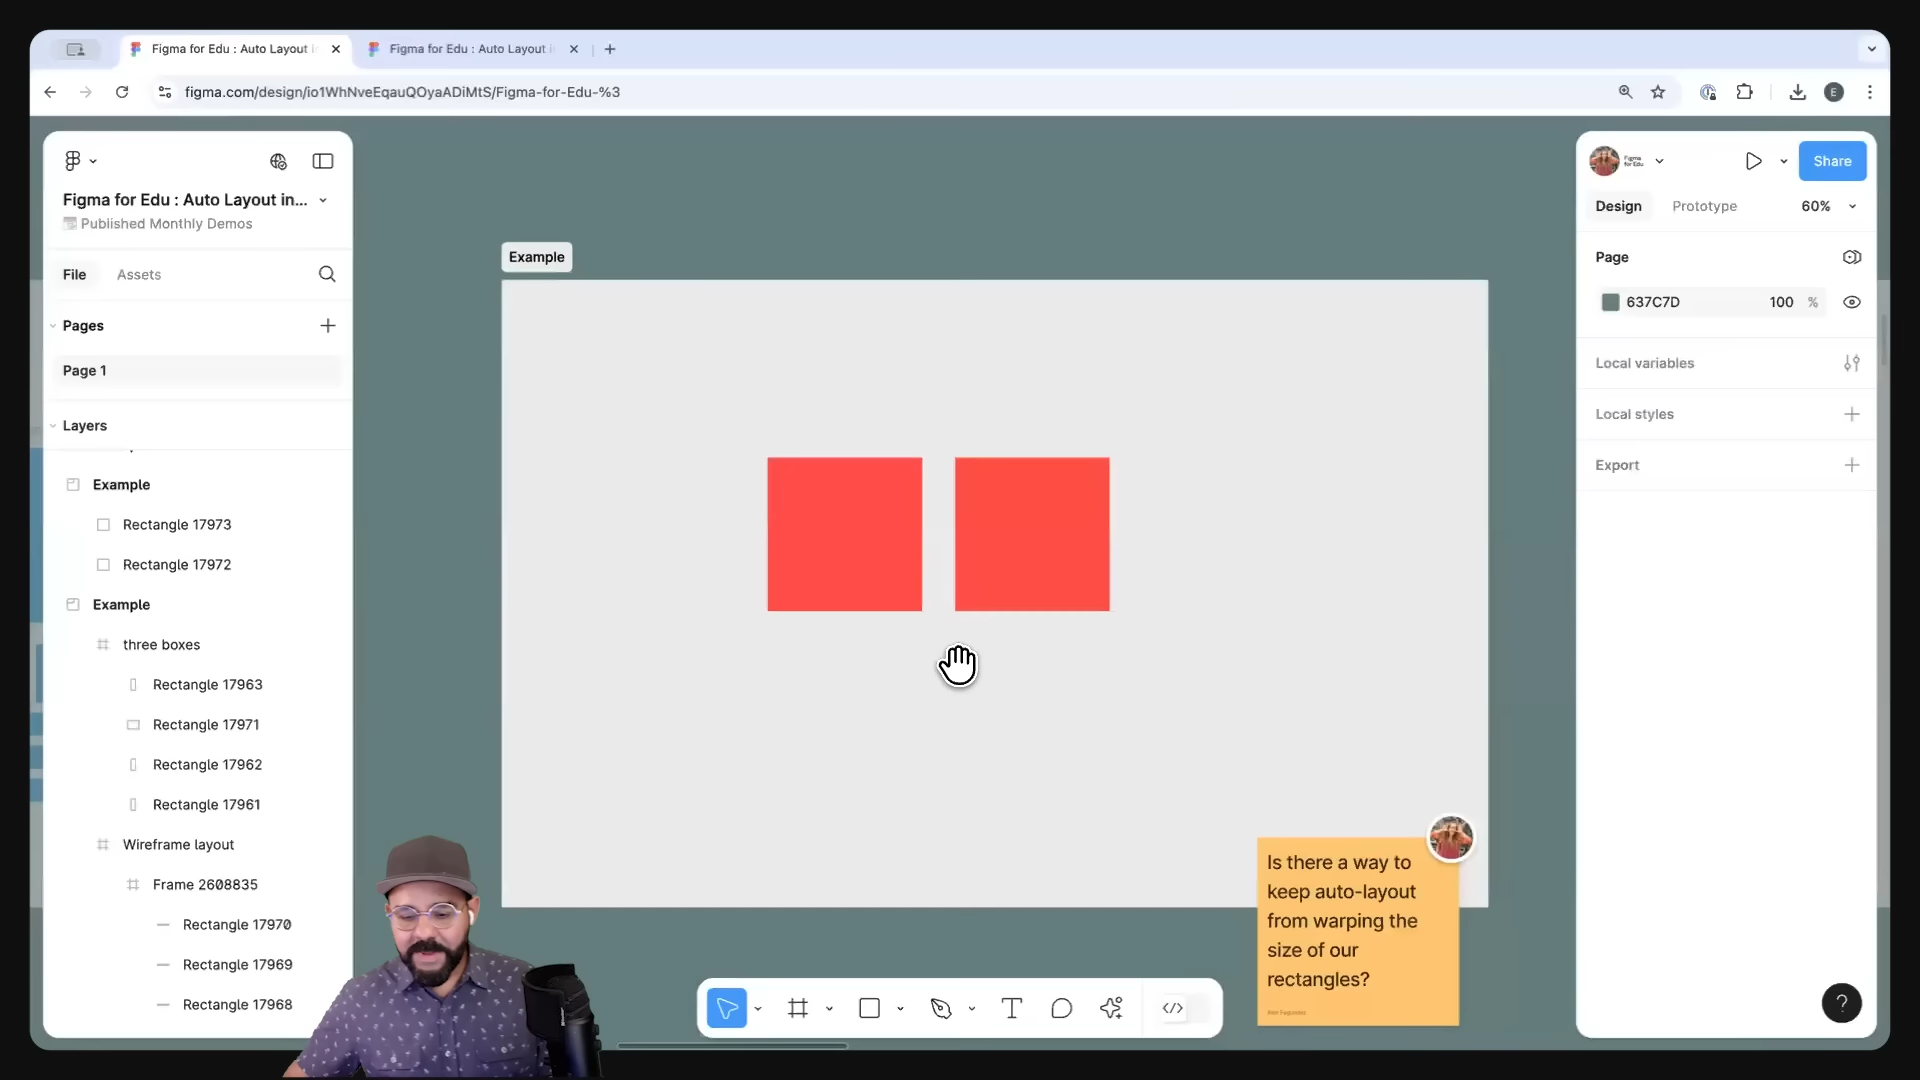 Figma for Edu : Auto Layout i
Figma for Edu : Auto Layout i
figma.com/design/io1WhNveEqauQOyaADiMtS/Figma-for-Edu-%3
E
Figma for Edu : Auto Layout in...
Published Monthly Demos
File
Assets
Pages
Page 1
Layers
Example
Rectangle 17973
Rectangle 17972
Example
three boxes
Rectangle 17963
Rectangle 17971
Rectangle 17962
Rectangle 17961
Wireframe layout
Frame 2608835
Rectangle 17970
Rectangle 17969
Rectangle 17968
Example
Is there a way to
keep auto-layout
from warping the
size of our
rectangles?
Figma
for Edu
Share
Design
Prototype
60%
Page
637C7D
100
%
Local variables
Local styles
Export
?